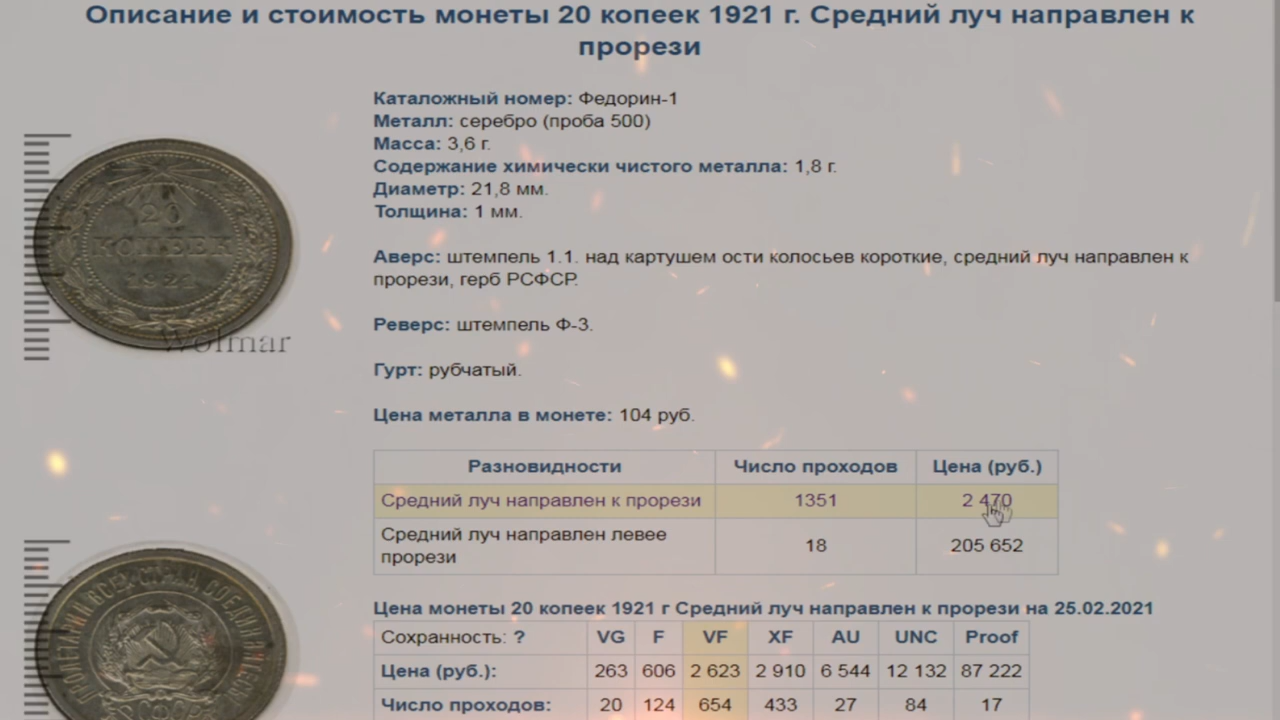 Описание и стоимость монеты 20 копеек 1921 г. Средний луч направлен к
прорези
Каталожный номер: Федорин-1
Металл: серебро (проба 500)
Масса: 3,6 г.
Содержание химически чистого металла: 1,8 г.
Диаметр: 21,8 мм.
Толщина: 1 мм.
20
КОПЕЕК
1921
Wolmar
Аверс: штемпель 1.1. над картушем ости колосьев короткие, средний луч направлен к
прорези, герб РСФСР.
Реверс: штемпель Ф-3.
Гурт: рубчатый.
Цена металла в монете: 104 руб.
Разновидности Число проходов Цена (руб.)
Средний луч направлен к прорези 1351 2 470
Средний луч направлен левее
прорези 18 205 652
Цена монеты 20 копеек 1921 г Средний луч направлен к прорези на 25.02.2021
Сохранность: ? VG F VF XF AU UNC Proof
Цена (руб.): 263 606 2 623 2 910 6 544 12 132 87 222
Число проходов: 20 124 654 433 27 84 17